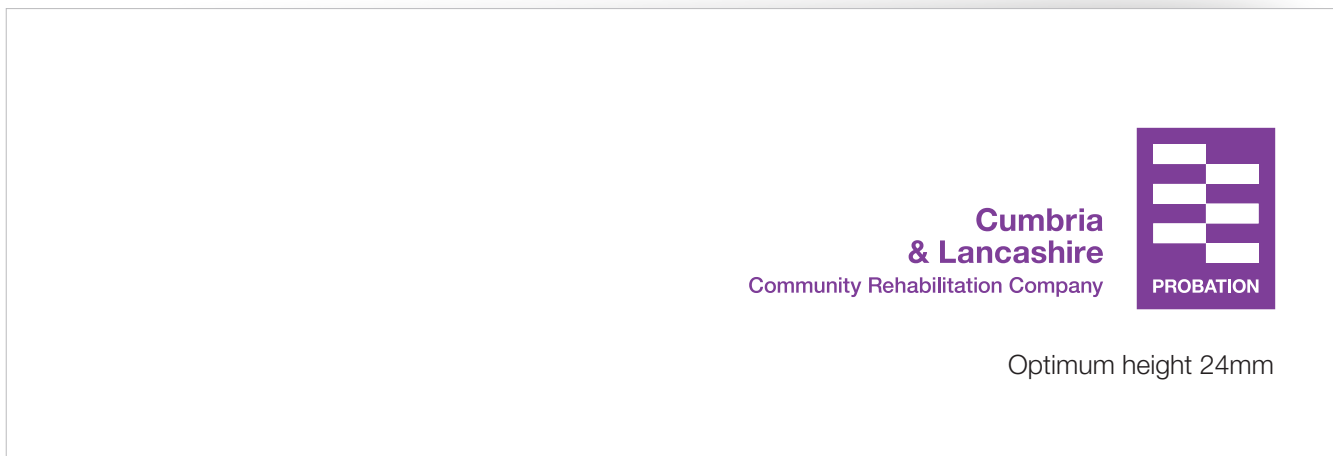 Cumbria
& Lancashire
Community Rehabilitation Company
PROBATION
Optimum height 24mm